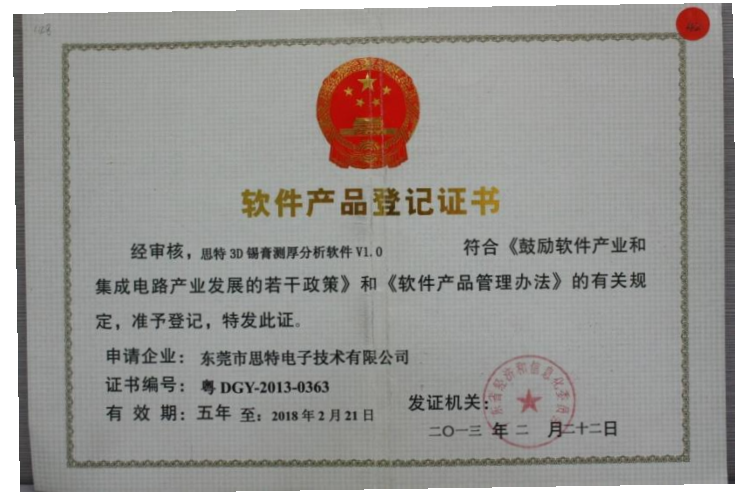 软件产品登记证书
经审核，思特3D锡膏测厚分析软件V1.0 符合《鼓励软件产业和
集成电路产业发展的若干政策》和《软件产品管理办法》的有关规
定，准予登记，特发此证。
申请企业：东莞市思特电子技术有限公司
证书编号：粤 DGY-2013-0363
有效期：五年 至：2018年2月21日
发证机关：
二〇一三 年 二 月二十二日